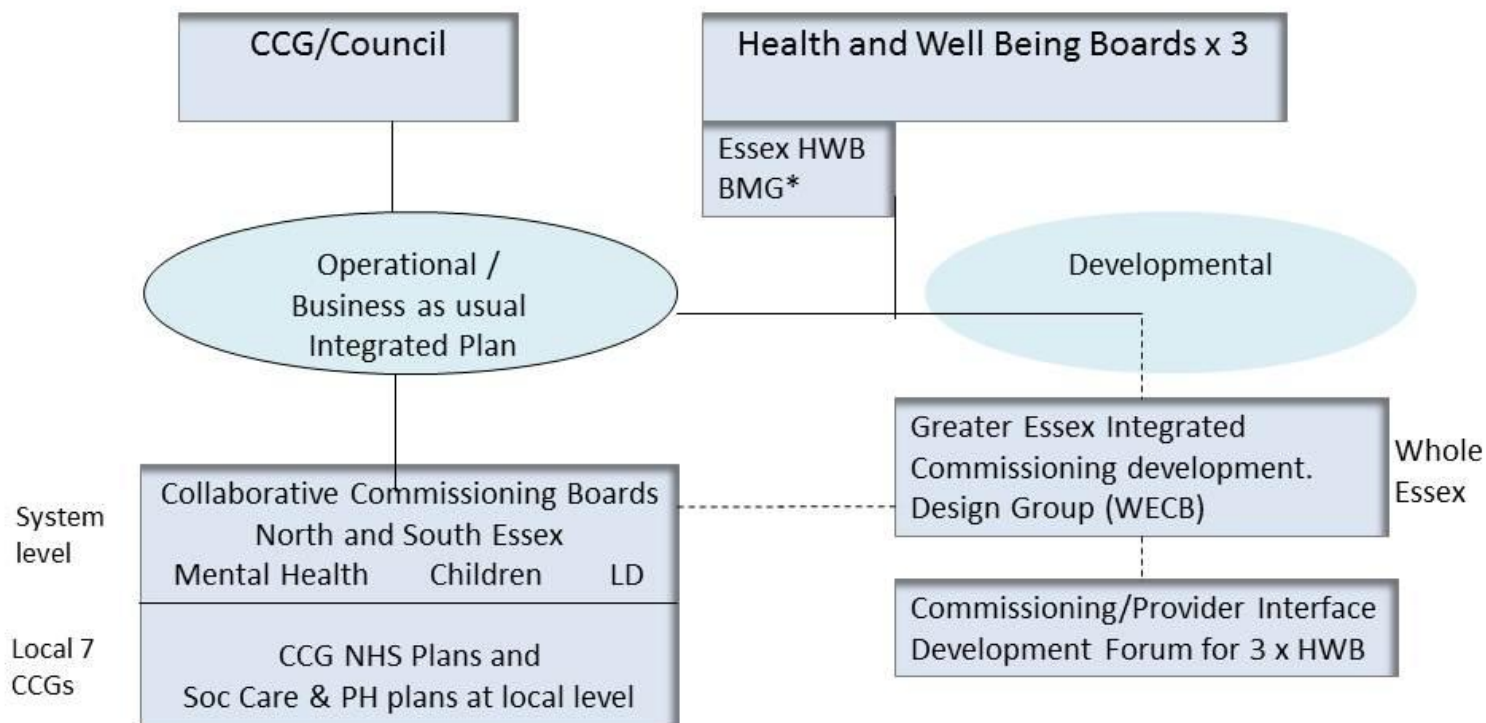 CCG/Council
Health and Well Being Boards x 3
Essex HWB
BMG*
Operational /
Business as usual
Integrated Plan
Developmental
Greater Essex Integrated
Commissioning development.
Design Group (WECB)
Whole
Essex
System
level
Collaborative Commissioning Boards
North and South Essex
Mental Health Children LD
Commissioning/Provider Interface
Development Forum for 3 x HWB
Local 7
CCGs
CCG NHS Plans and
Soc Care & PH plans at local level